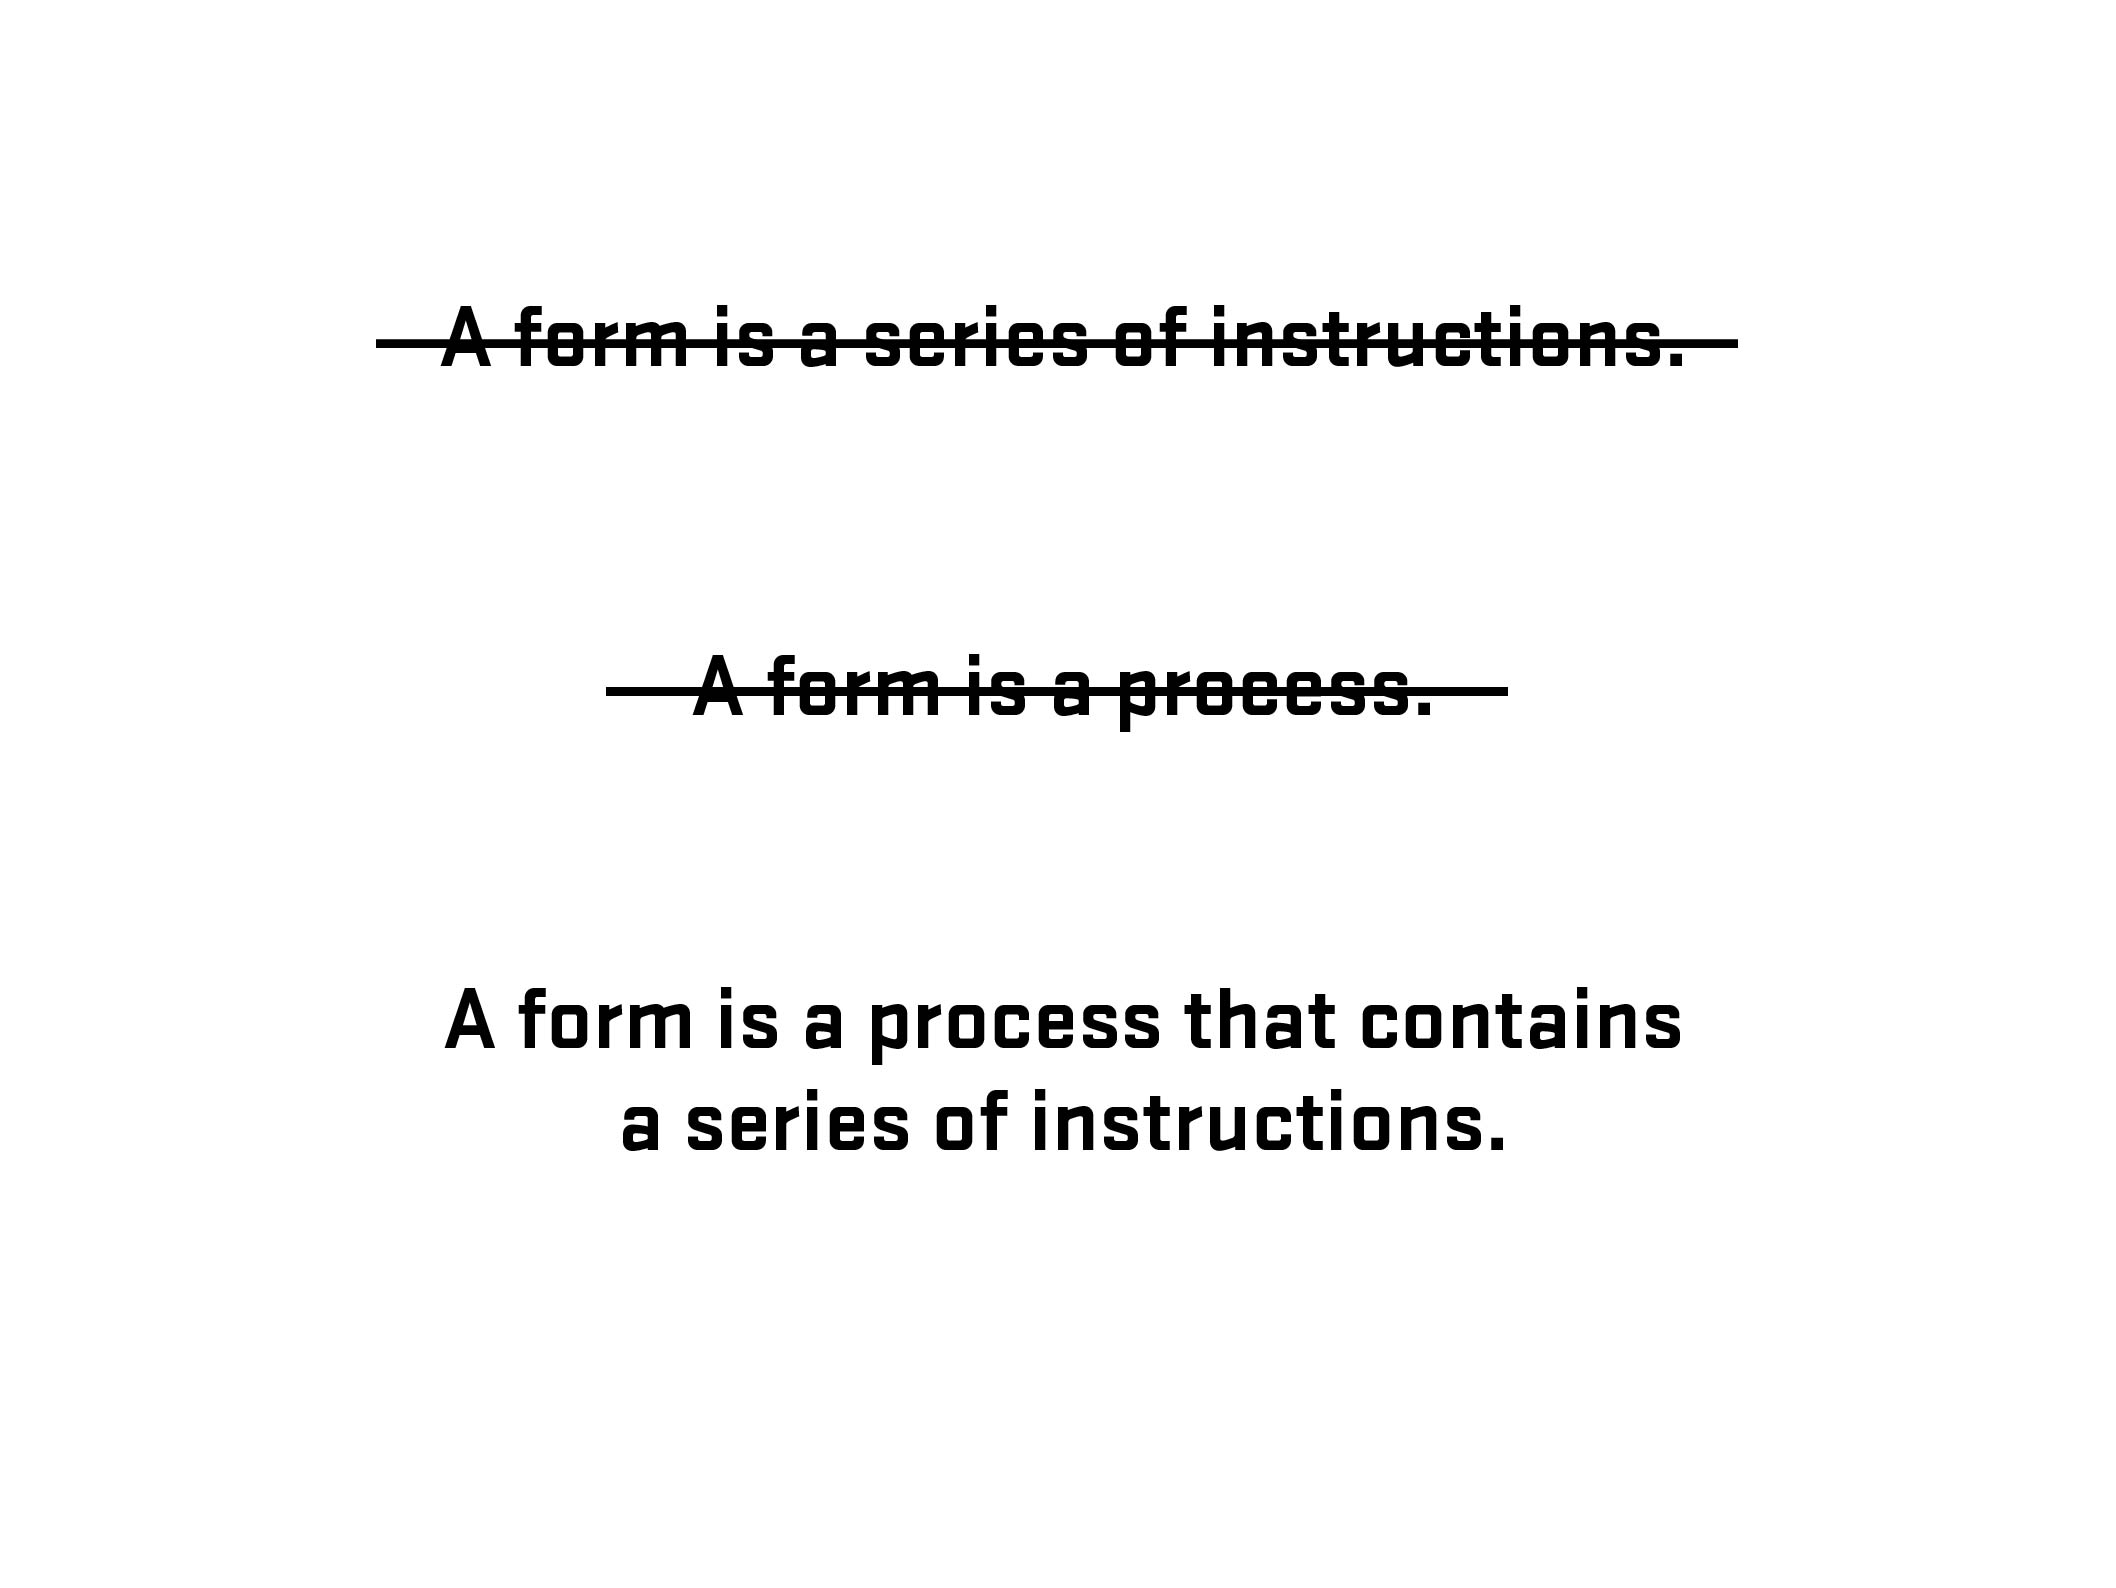 A form is a series of instructions.
A form is a process.
A form is a process that contains
a series of instructions.